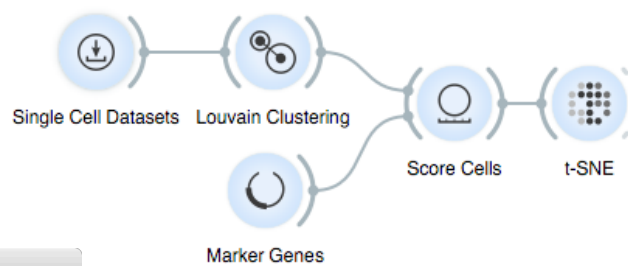 Single Cell Datasets
Louvain Clustering
Score Cells
t-SNE
Marker Genes